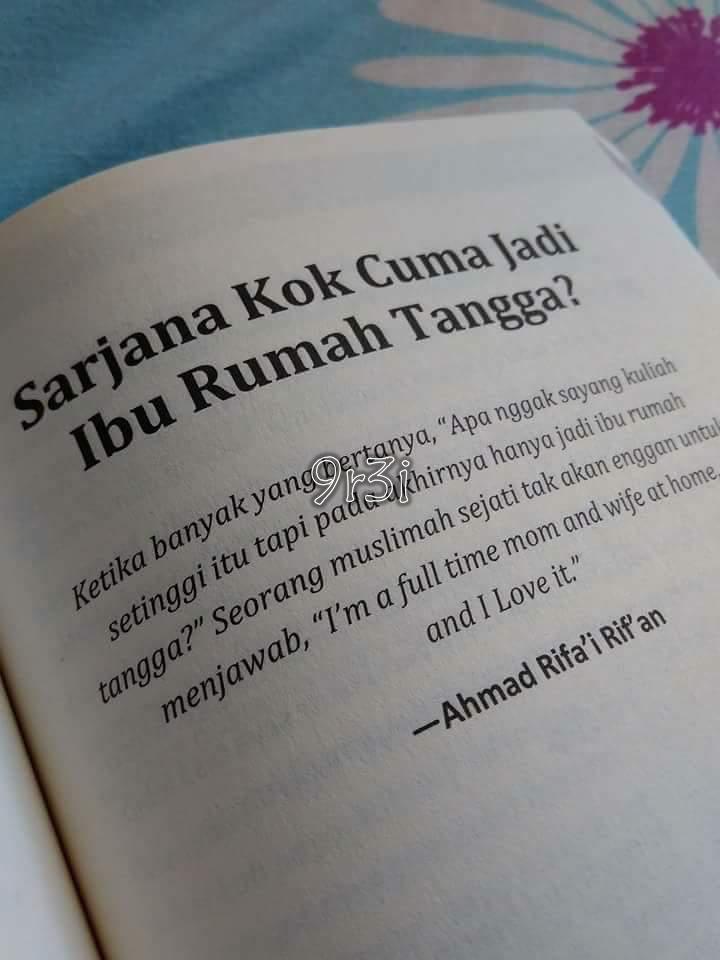 Sarjana Kok Cuma Jadi
Ibu Rumah Tangga?
Ketika banyak yang bertanya, “Apa nggak sayang kuliah
setinggi itu tapi pada akhirnya hanya jadi ibu rumah
tangga?” Seorang muslimah sejati tak akan enggan untuk
menjawab, “I’m a full time mom and wife at home,
and I Love it.”
—Ahmad Rifa’i Rif’an
9r3i